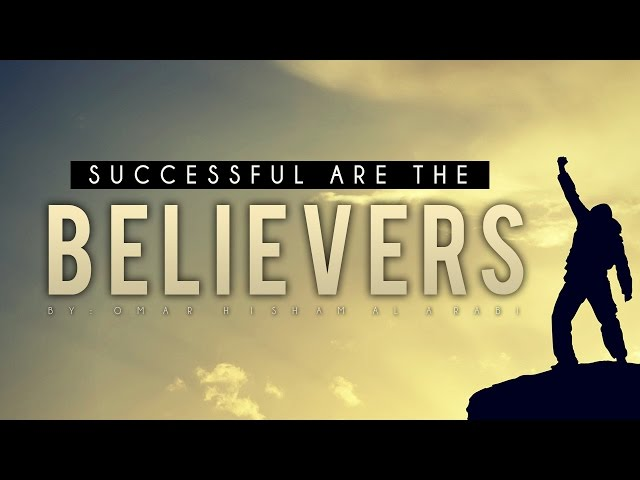 SUCCESSFUL ARE THE
BELIEVERS
BY: OMAR HISHAM AL ARABI